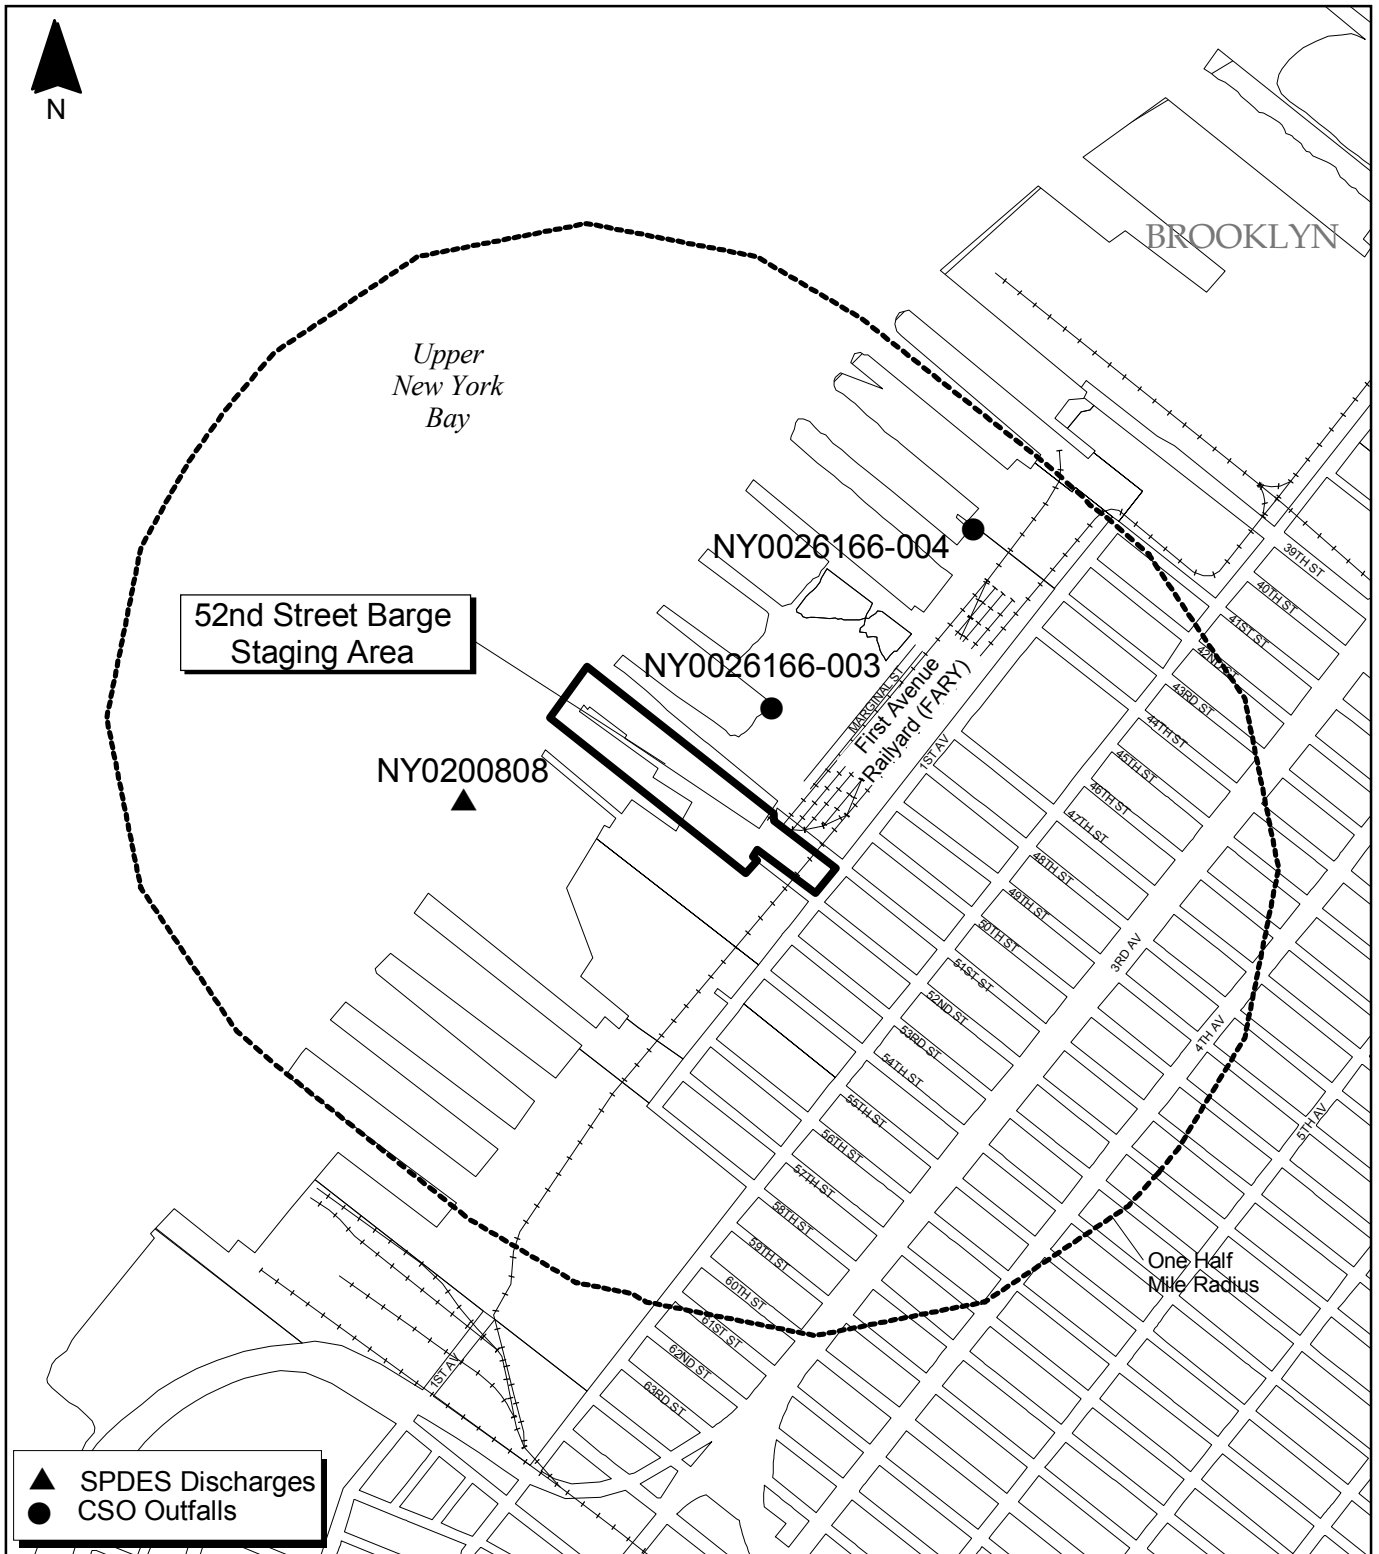 N
BROOKLYN
Upper
New York
Bay
NY0026166-004
52nd Street Barge
Staging Area
NY0026166-003
MARGINALS
First Avenue
Railyard (FARY)
1ST AV
NY0200808
39TH ST
40TH ST
41ST ST
42ND ST
43RD ST
44TH ST
45TH ST
46TH ST
47TH ST
48TH ST
49TH ST
50TH ST
51ST ST
52ND ST
53RD ST
54TH ST
55TH ST
56TH ST
57TH ST
58TH ST
59TH ST
60TH ST
61ST ST
62ND ST
63RD ST
3RD AV
4TH AV
5TH AV
1ST AV
One Half
Mile Radius
SPDES Discharges
CSO Outfalls